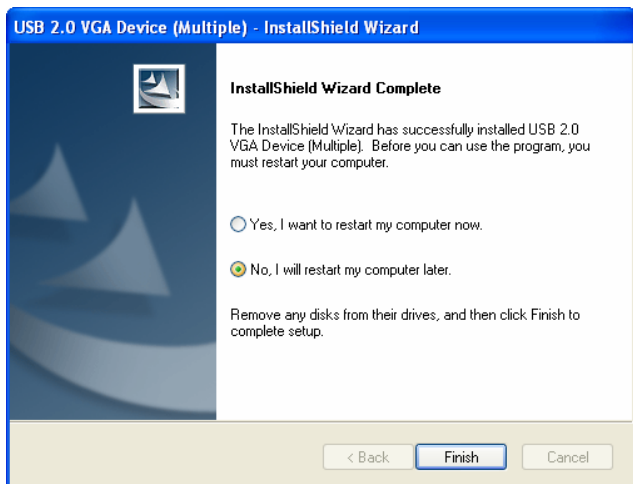 USB 2.0 VGA Device (Multiple) - InstallShield Wizard
InstallShield Wizard Complete
The InstallShield Wizard has successfully installed USB 2.0
VGA Device (Multiple). Before you can use the program, you
must restart your computer.
Yes, I want to restart my computer now.
No, I will restart my computer later.
Remove any disks from their drives, and then click Finish to
complete setup.
< Back Finish Cancel